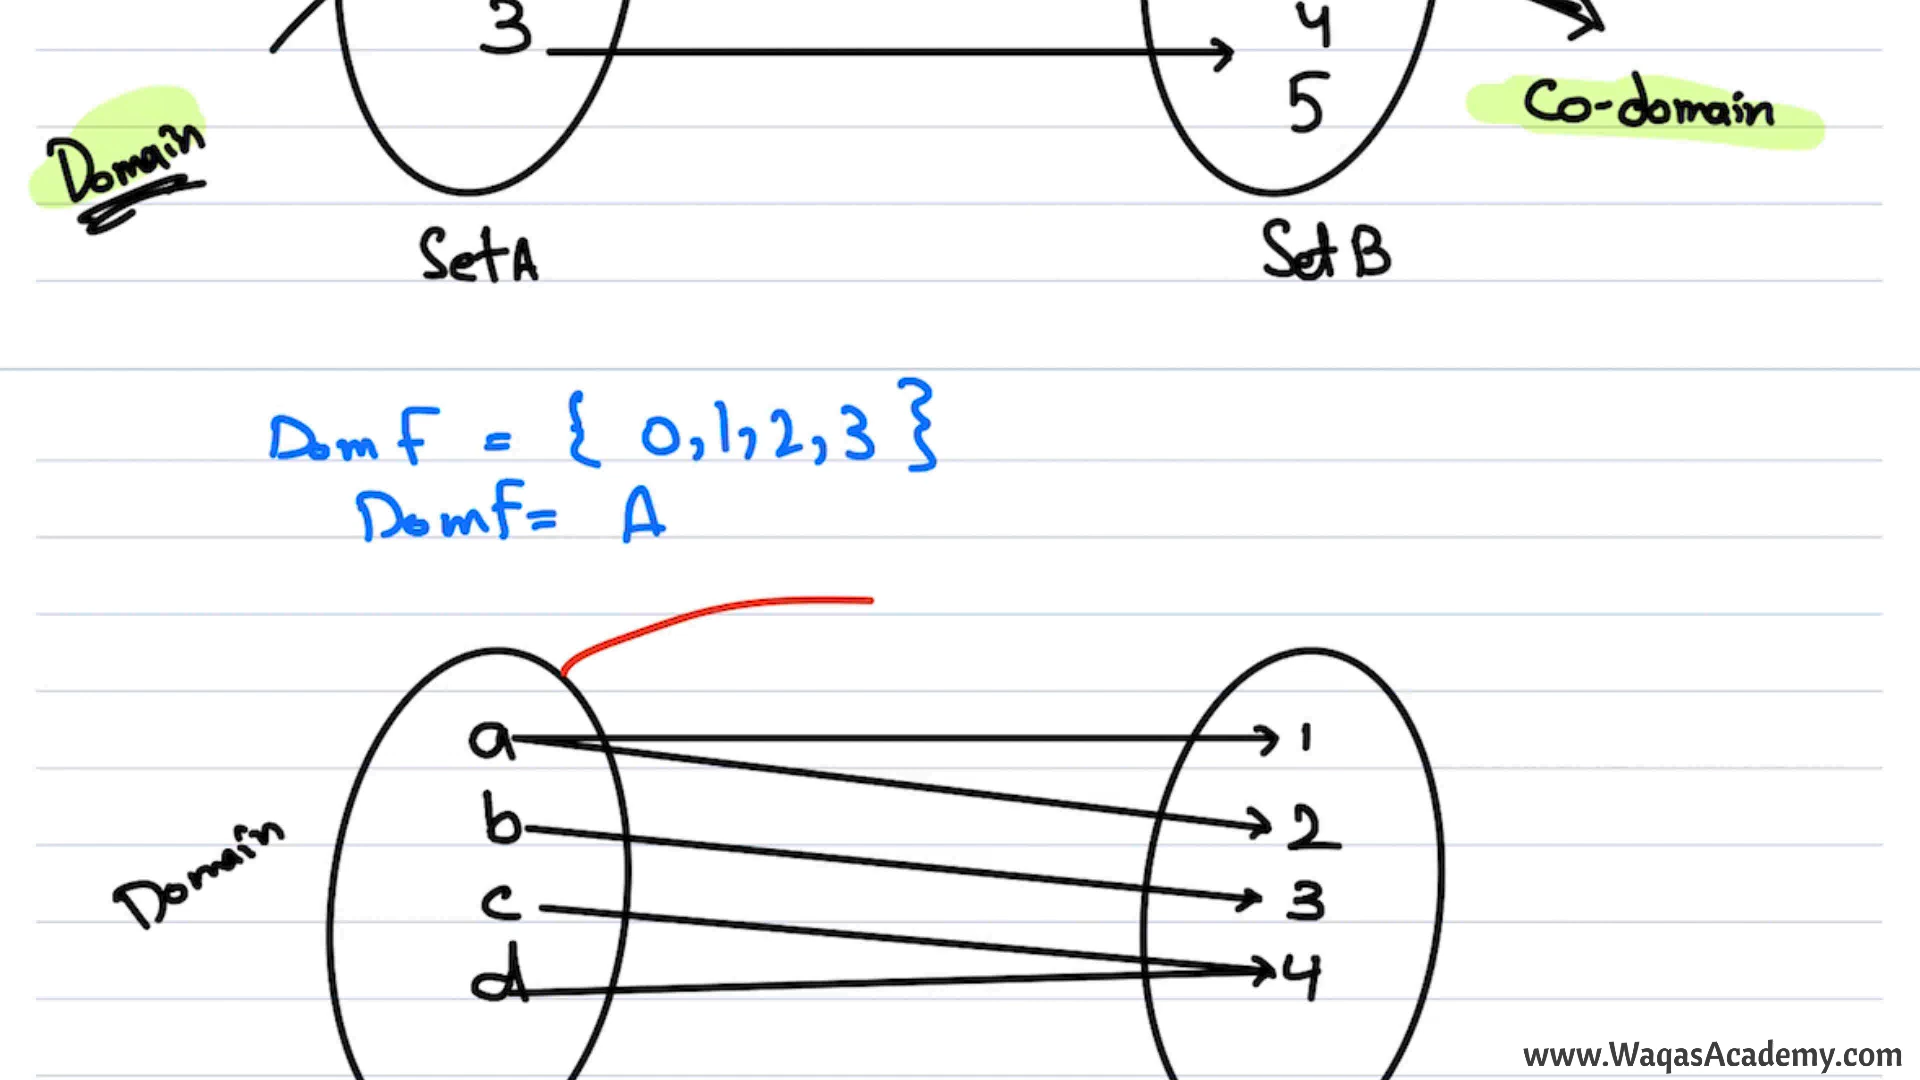 3
4
5
Domain
Co-domain
Set A
Set B
Dom f = { 0,1,2,3 }
Dom f = A
a
1
b
2
c
3
d
4
Domain
www.WaqasAcademy.com